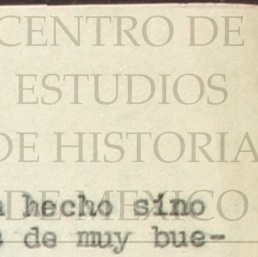 CENTRO DE
ESTUDIOS
DE HISTORIA
DE MEXICO
hecho sino
de muy bue-